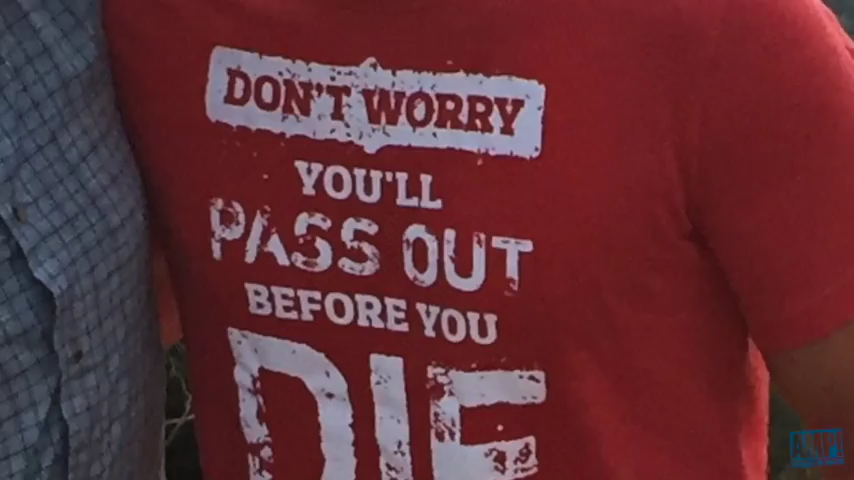 DON'T WORRY
YOU'LL
PASS OUT
BEFORE YOU
DIE